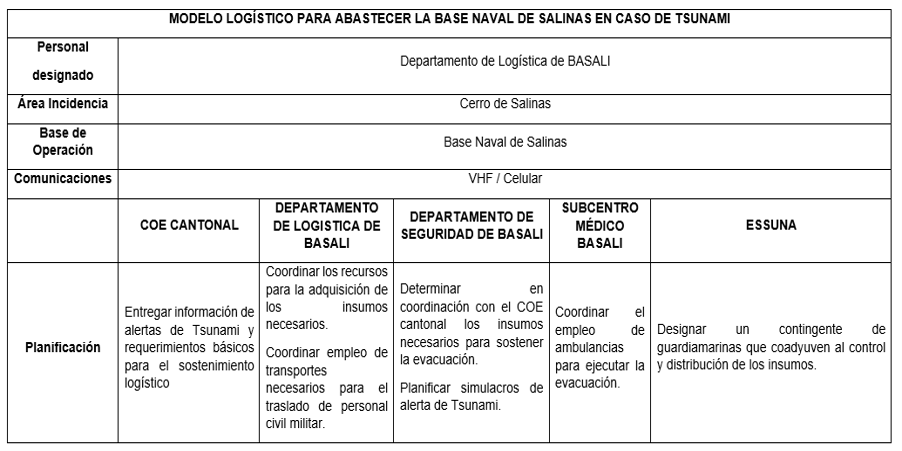 MODELO LOGÍSTICO PARA ABASTECER LA BASE NAVAL DE SALINAS EN CASO DE TSUNAMI
Personal
designado
Departamento de Logística de BASALI
Área Incidencia
Cerro de Salinas
Base de
Operación
Base Naval de Salinas
Comunicaciones
VHF / Celular
COE CANTONAL
DEPARTAMENTO
DE LOGISTICA DE
BASALI
DEPARTAMENTO DE
SEGURIDAD DE BASALI
SUBCENTRO
MÉDICO
BASALI
ESSUNA
Planificación
Entregar información de
alertas de Tsunami y
requerimientos básicos
para el sostenimiento
logístico
Coordinar los recursos
para la adquisición de
los insumos
necesarios.
Coordinar empleo de
transportes
necesarios para el
traslado de personal
civil militar.
Determinar en
coordinación con el COE
cantonal los insumos
necesarios para sostener
la evacuación.
Planificar simulacros de
alerta de Tsunami.
Coordinar el
empleo de
ambulancias
para ejecutar la
evacuación.
Designar un contingente de
guardiamarinas que coadyuven al control
y distribución de los insumos.